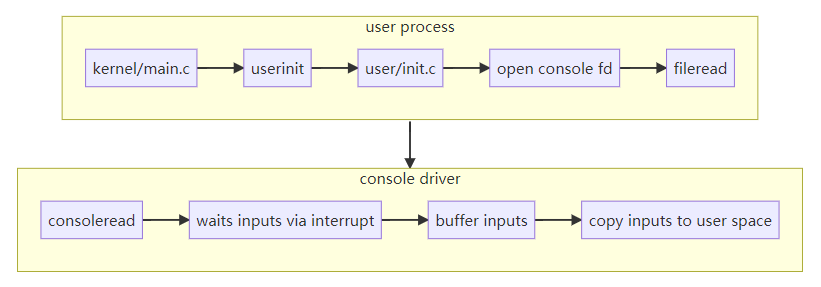 user process
kernel/main.c
userinit
user/init.c
open console fd
fileread
console driver
consoleread
waits inputs via interrupt
buffer inputs
copy inputs to user space